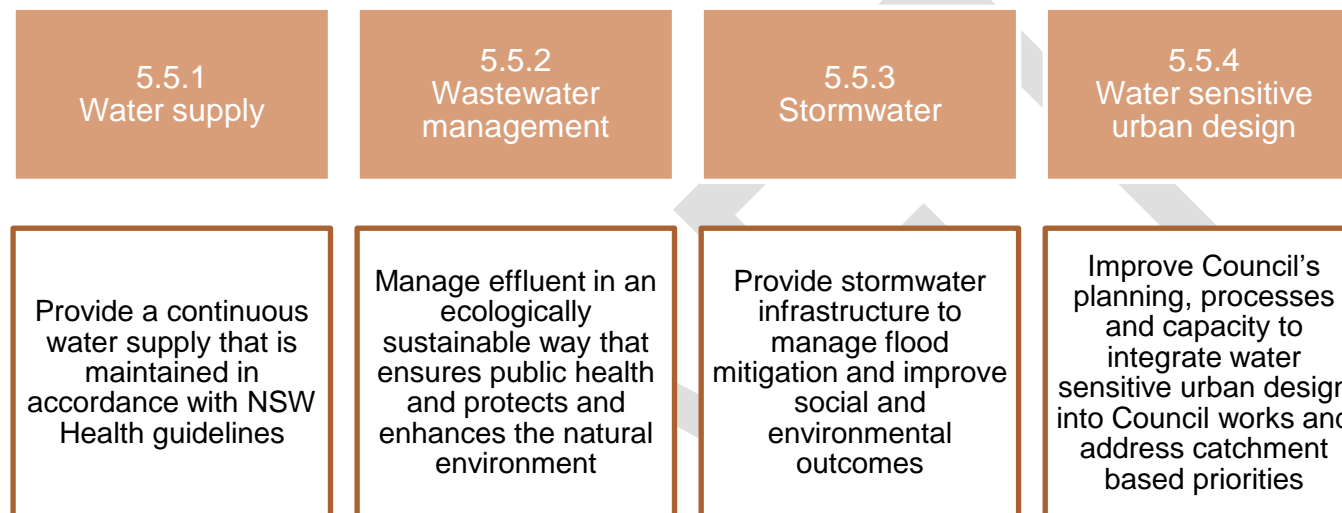 5.5.1
Water supply
5.5.2
Wastewater
management
5.5.3
Stormwater
5.5.4
Water sensitive
urban design
Provide a continuous
water supply that is
maintained in
accordance with NSW
Health guidelines
Manage effluent in an
ecologically
sustainable way that
ensures public health
and protects and
enhances the natural
environment
Provide stormwater
infrastructure to
manage flood
mitigation and improve
social and
environmental
outcomes
Improve Council’s
planning, processes
and capacity to
integrate water
sensitive urban design
into Council works and
address catchment
based priorities